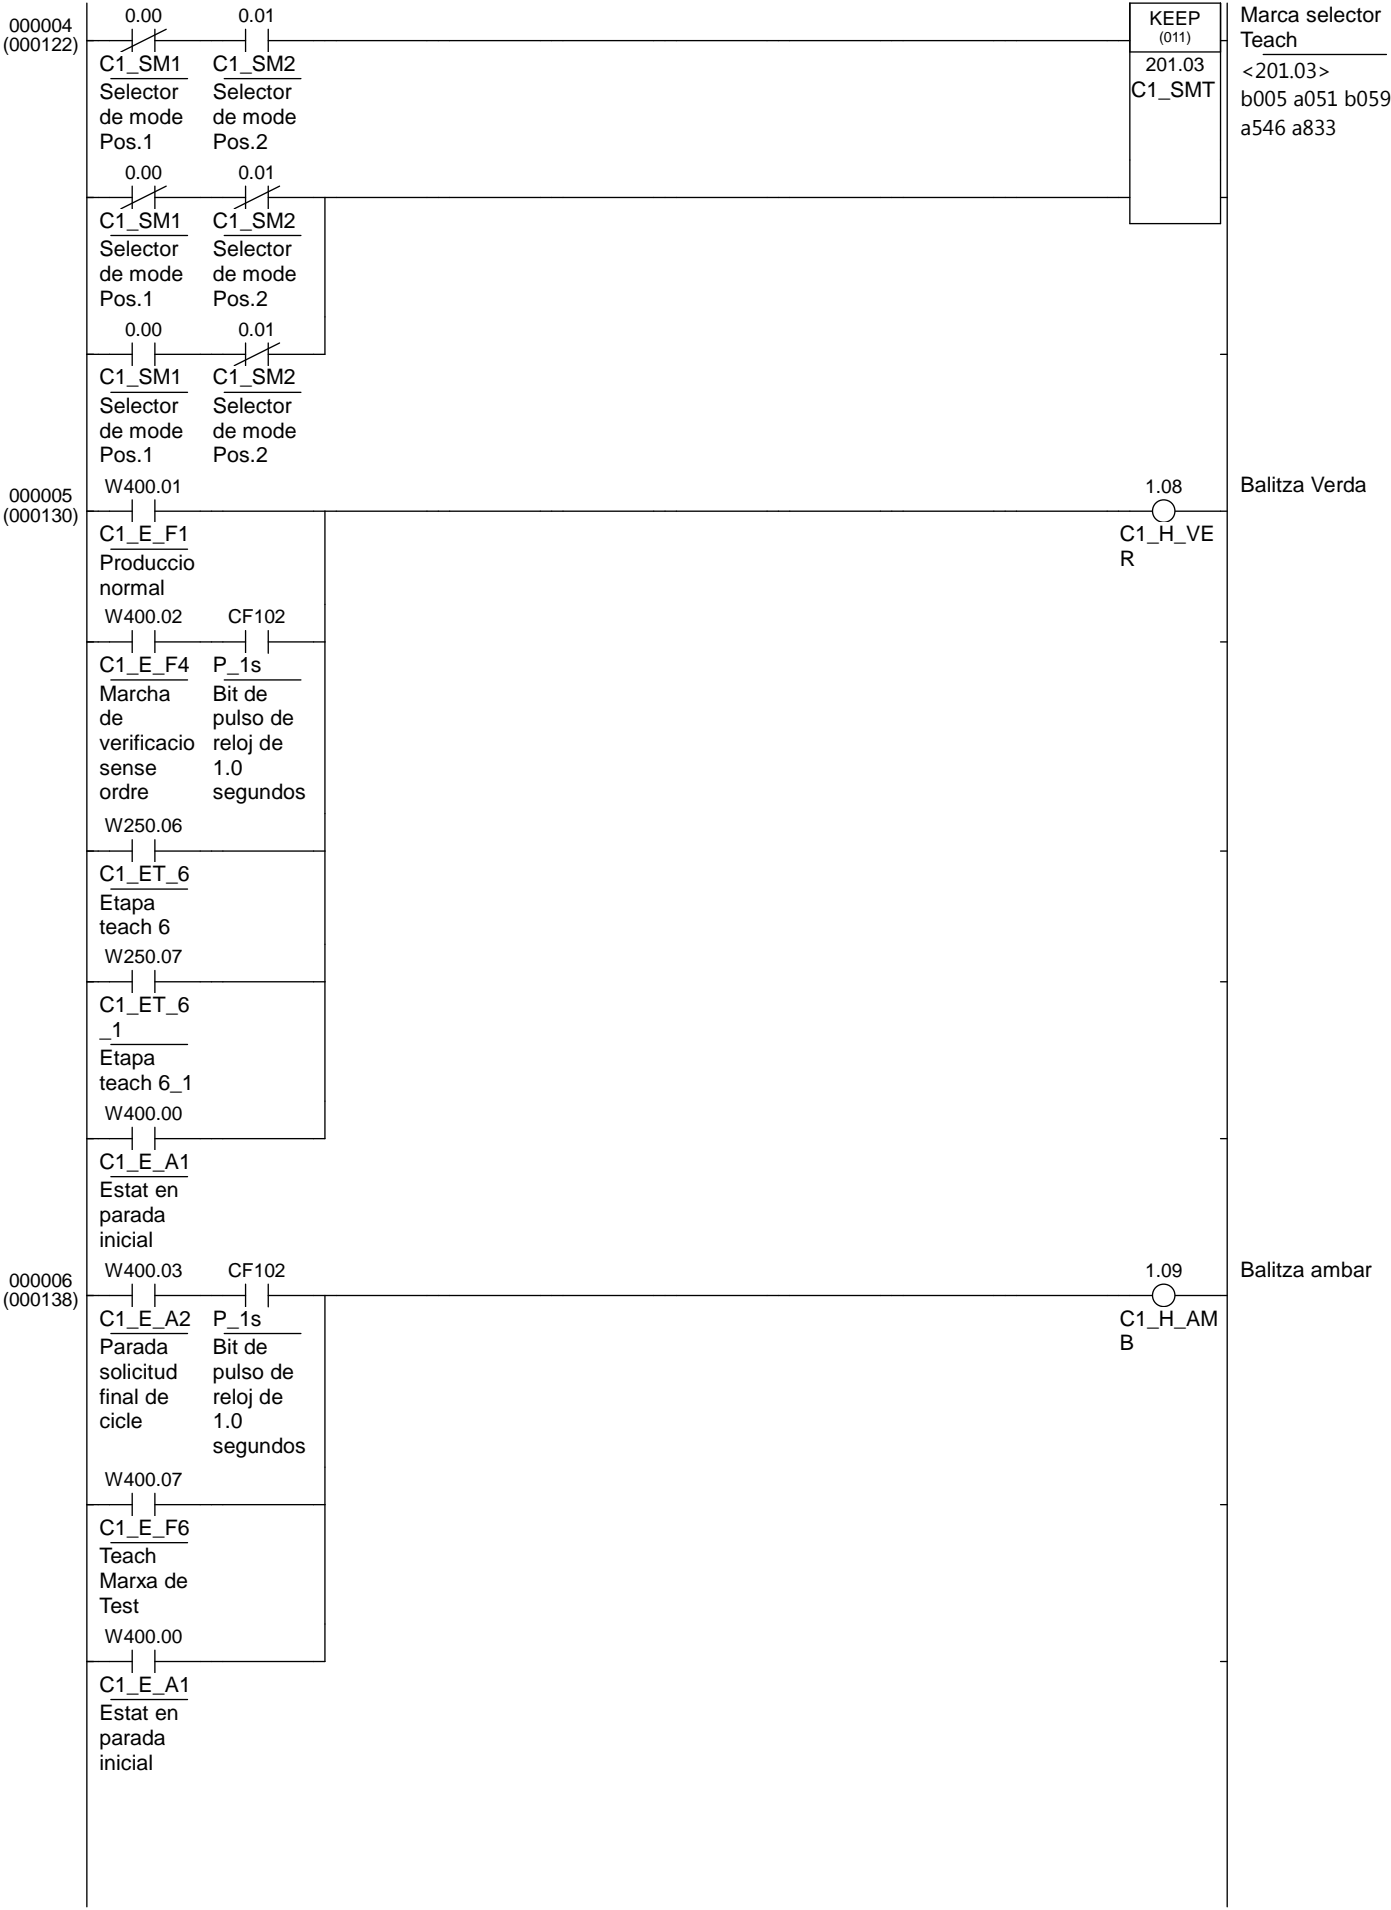 000004
(000122)
0.00 0.01
C1_SM1 C1_SM2
Selector Selector
de mode de mode
Pos.1 Pos.2
KEEP
(011)
201.03
C1_SMT
Marca selector
Teach
<201.03>
b005 a051 b059
a546 a833
0.00 0.01
C1_SM1 C1_SM2
Selector Selector
de mode de mode
Pos.1 Pos.2
0.00 0.01
C1_SM1 C1_SM2
Selector Selector
de mode de mode
Pos.1 Pos.2
000005
(000130)
W400.01
C1_E_F1
Produccio
normal
1.08
C1_H_VE
R
Balitza Verda
W400.02 CF102
C1_E_F4 P_1s
Marcha Bit de
de pulso de
verificacio reloj de
sense 1.0
ordre segundos
W250.06
C1_ET_6
Etapa
teach 6
W250.07
C1_ET_6
_1
Etapa
teach 6_1
W400.00
C1_E_A1
Estat en
parada
inicial
000006
(000138)
W400.03 CF102
C1_E_A2 P_1s
Parada Bit de
solicitud pulso de
final de reloj de
cicle 1.0
segundos
1.09
C1_H_AM
B
Balitza ambar
W400.07
C1_E_F6
Teach
Marxa de
Test
W400.00
C1_E_A1
Estat en
parada
inicial